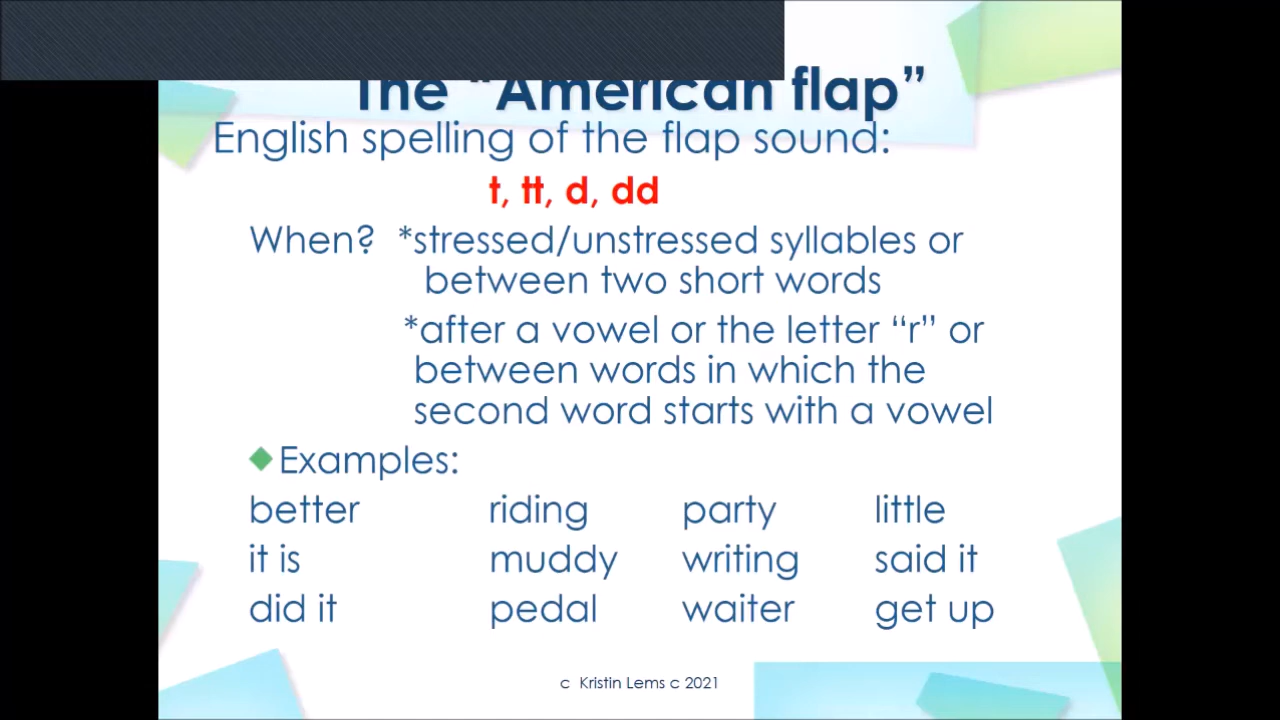 The “American flap”
English spelling of the flap sound:
t, tt, d, dd
When? *stressed/unstressed syllables or
between two short words
*after a vowel or the letter “r” or
between words in which the
second word starts with a vowel
Examples:
better riding party little
it is muddy writing said it
did it pedal waiter get up
c Kristin Lems c 2021